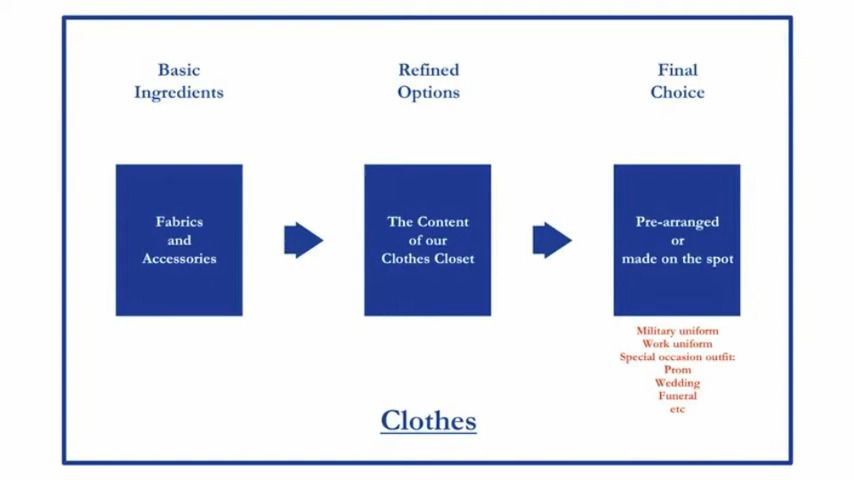 Basic
Ingredients
Refined
Options
Final
Choice
Fabrics
and
Accessories
The Content
of our
Clothes Closet
Pre-arranged
or
made on the spot
Military uniform
Work uniform
Special occasion outfit:
Prom
Wedding
Funeral
etc
Clothes